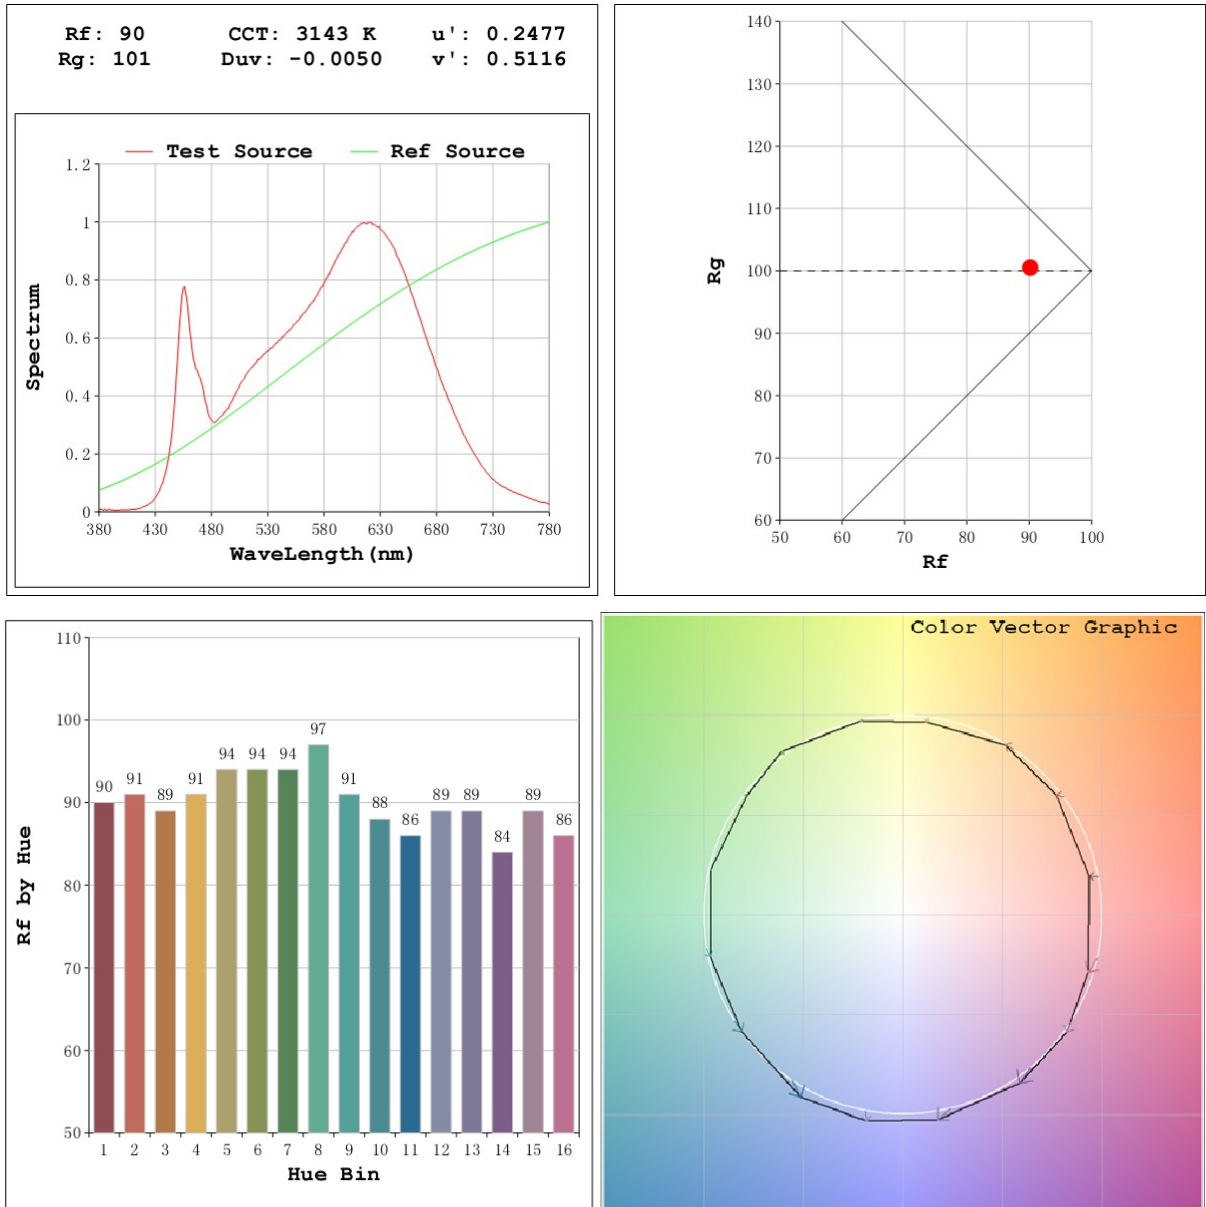 Rf: 90 CCT: 3143 K u': 0.2477
Rg: 101 Duv: -0.0050 v': 0.5116
Test Source Ref Source
1.2
1
0.8
0.6
0.4
0.2
0
Spectrum
380 430 480 530 580 630 680 730 780
WaveLength(nm)
140
130
120
110
100
90
80
70
60
Rg
50 60 70 80 90 100
Rf
110
100
90
80
70
60
50
Rf by Hue
90 91 89 91 94 94 94 97 91 88 86 89 89 84 89 86
1 2 3 4 5 6 7 8 9 10 11 12 13 14 15 16
Hue Bin
Color Vector Graphic